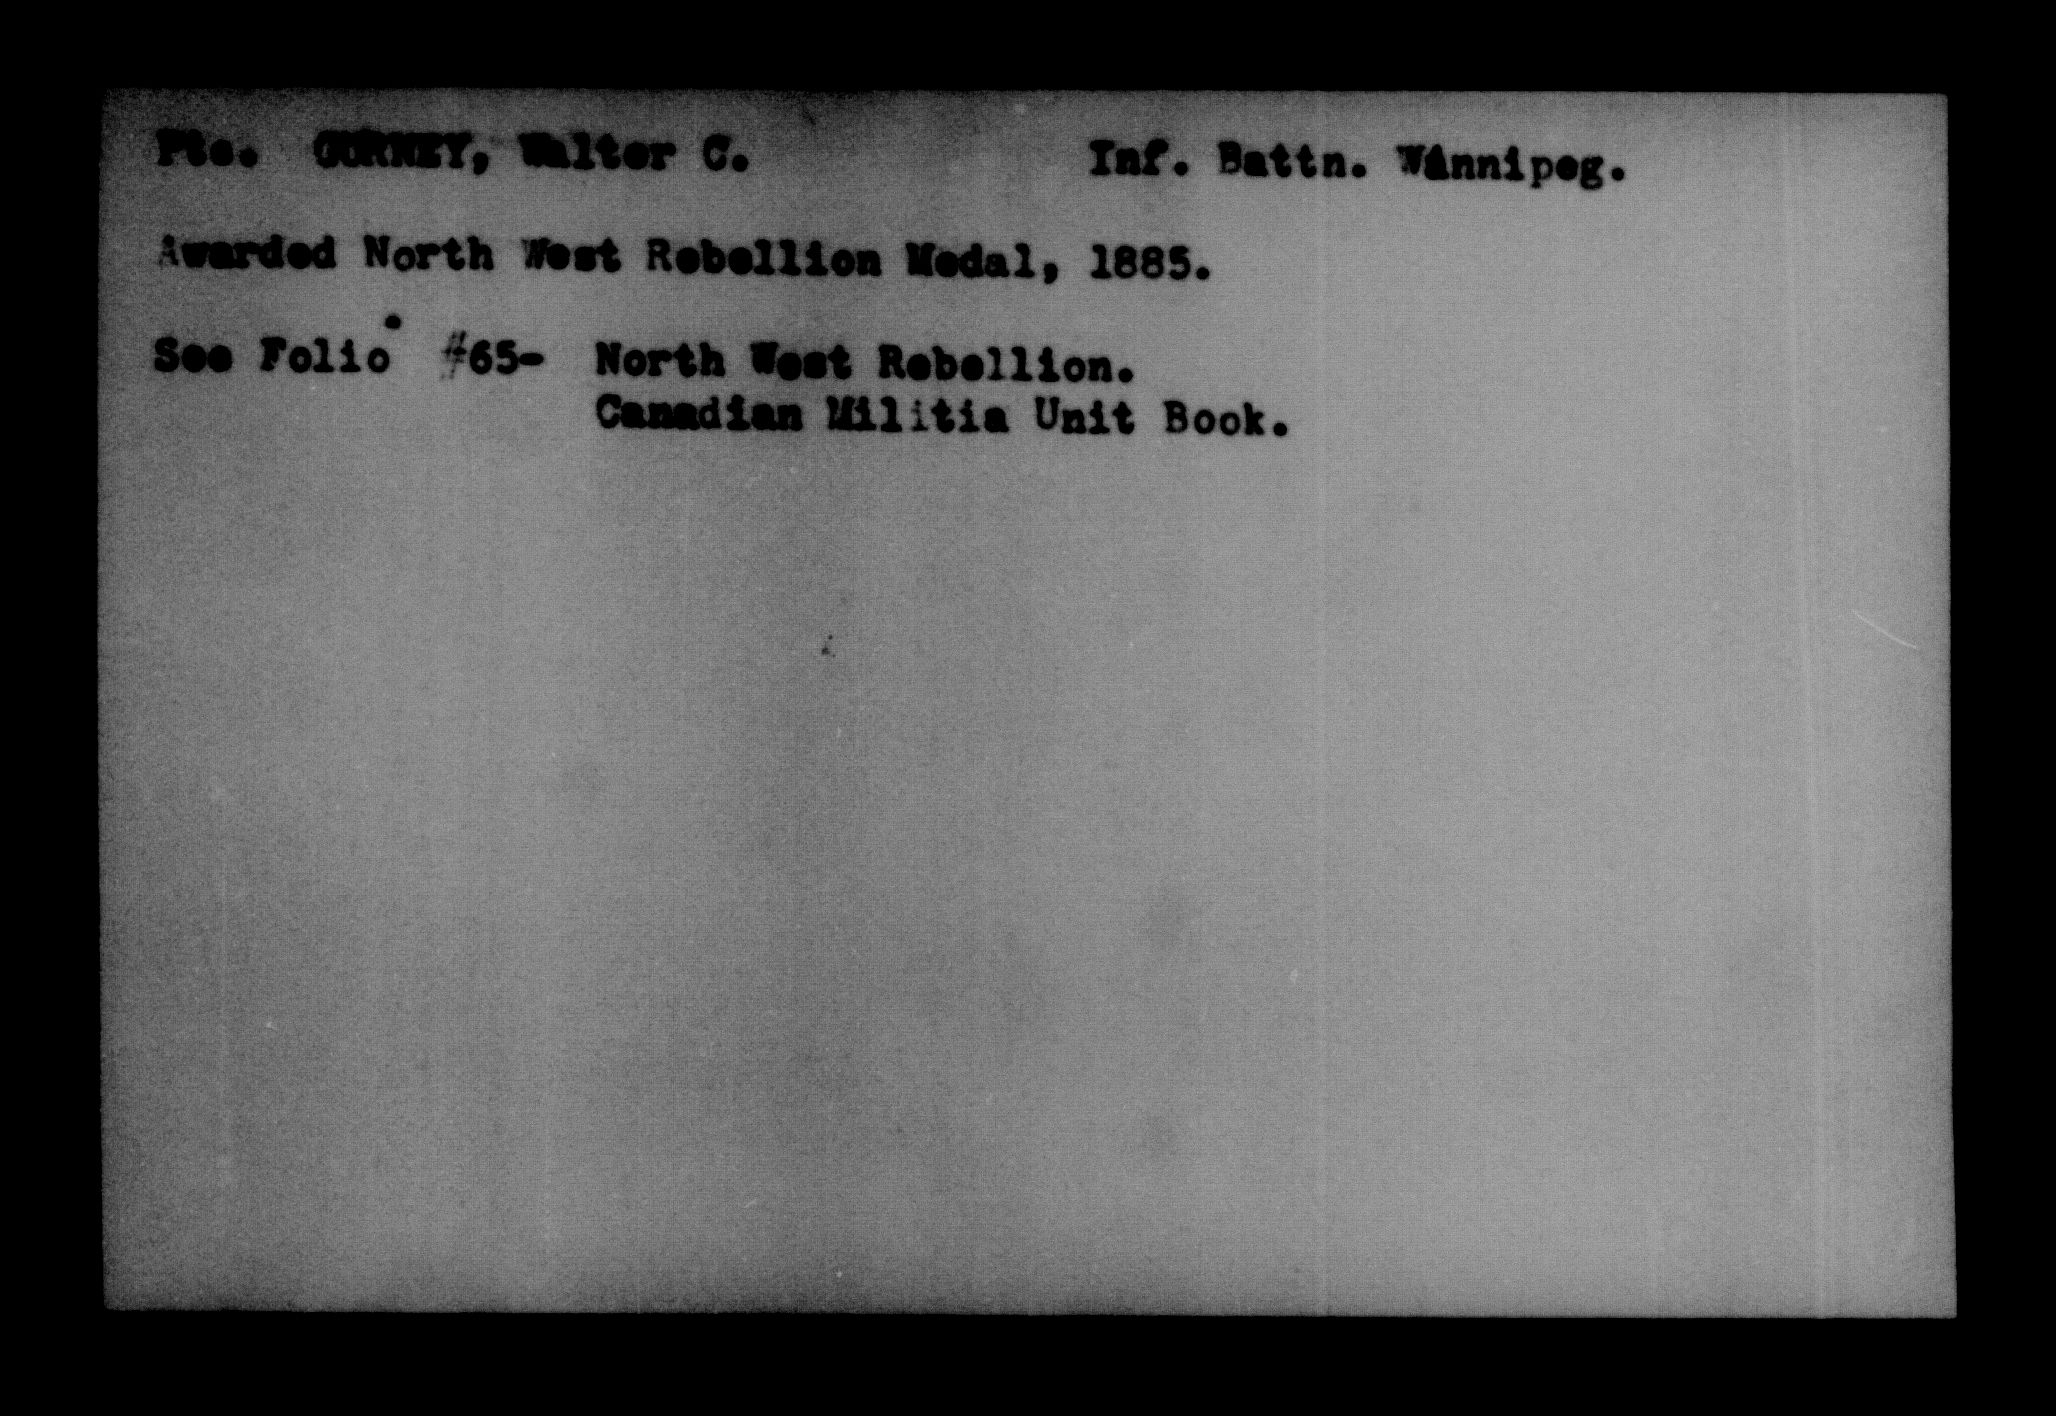 Pte. GURNEY, Walter C. Inf. Battn. Winnipeg.
Awarded North West Rebellion Medal, 1885.
See Folio #65- North West Rebellion.
Canadian Militia Unit Book.